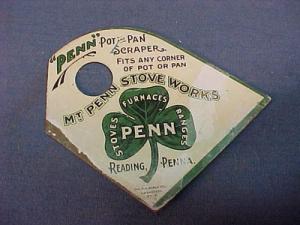 "PENN" POT AND PAN
SCRAPER
FITS ANY CORNER
OF POT OR PAN
MT PENN STOVE WORKS
FURNACES
STOVES
PENN
RANGES
READING, PENNA.